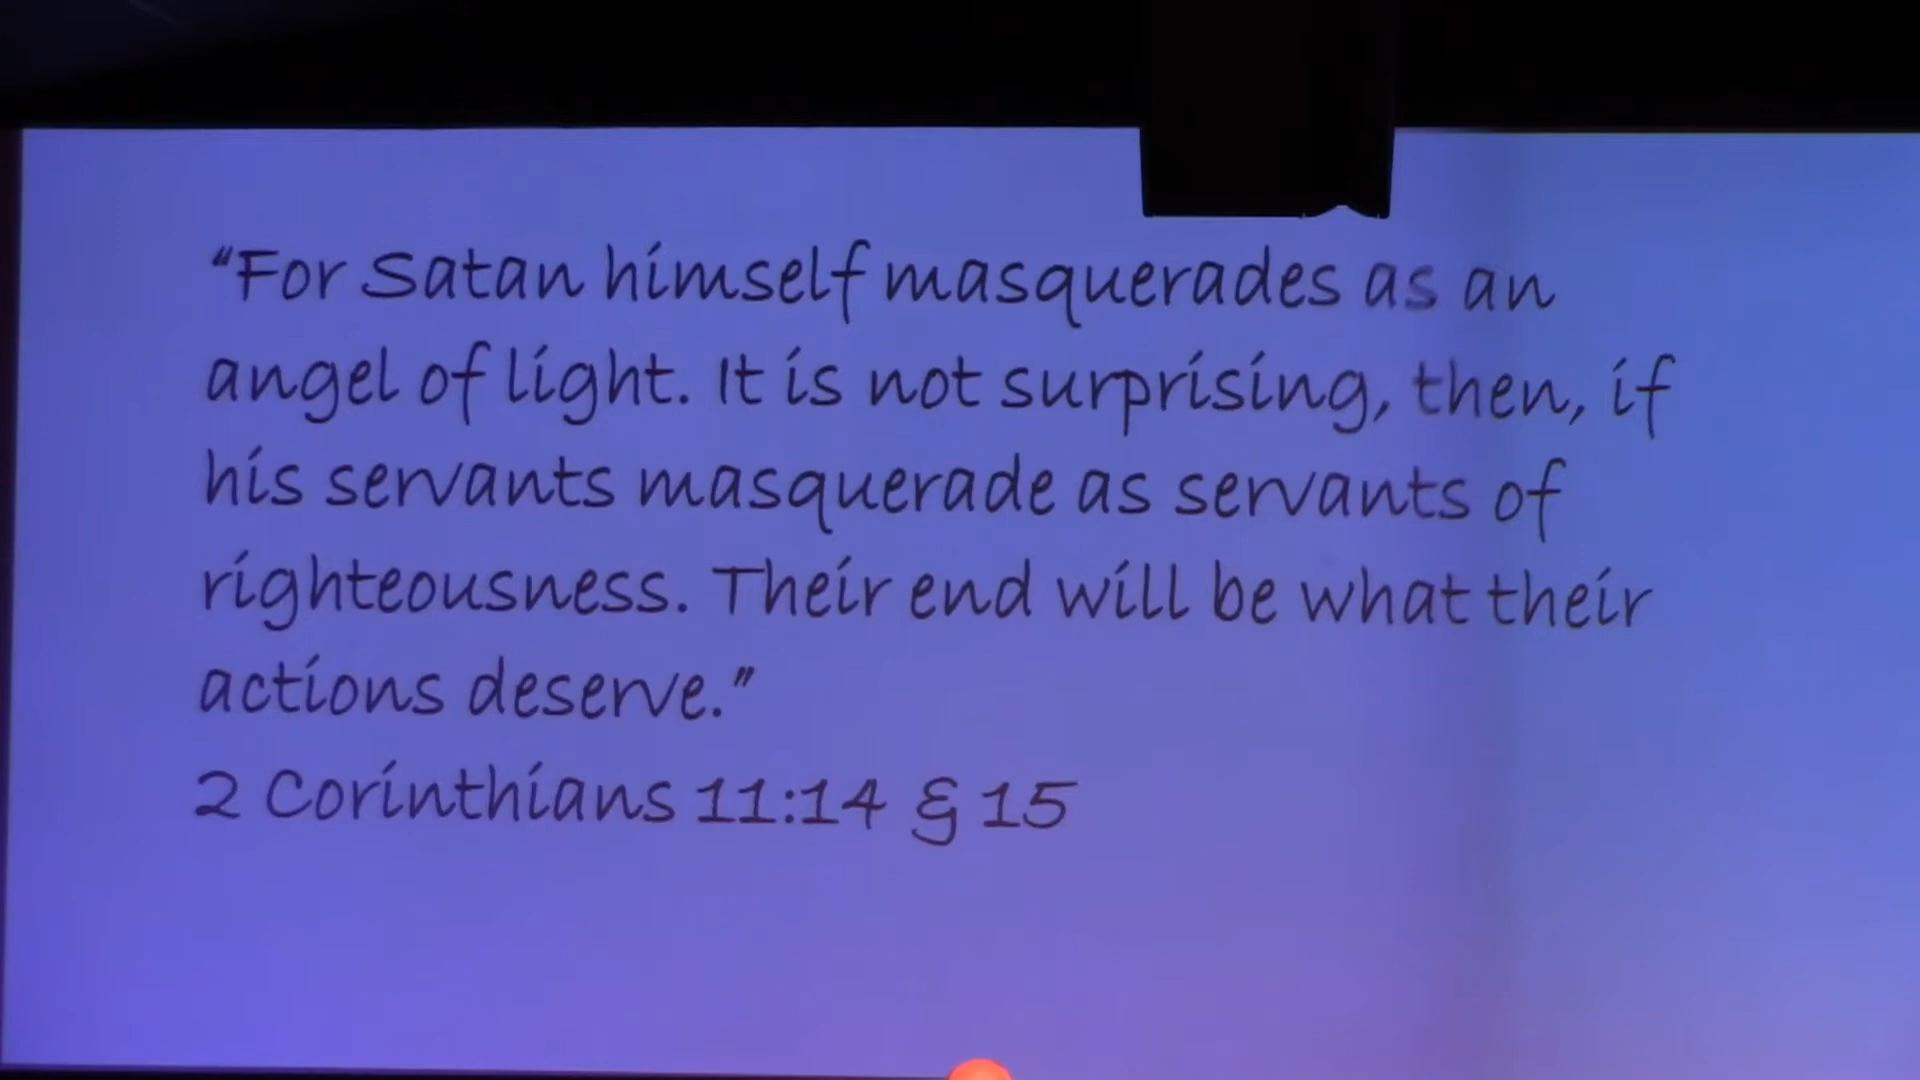 “For Satan himself masquerades as an
angel of light. It is not surprising, then, if
his servants masquerade as servants of
righteousness. Their end will be what their
actions deserve.”
2 Corinthians 11:14 & 15